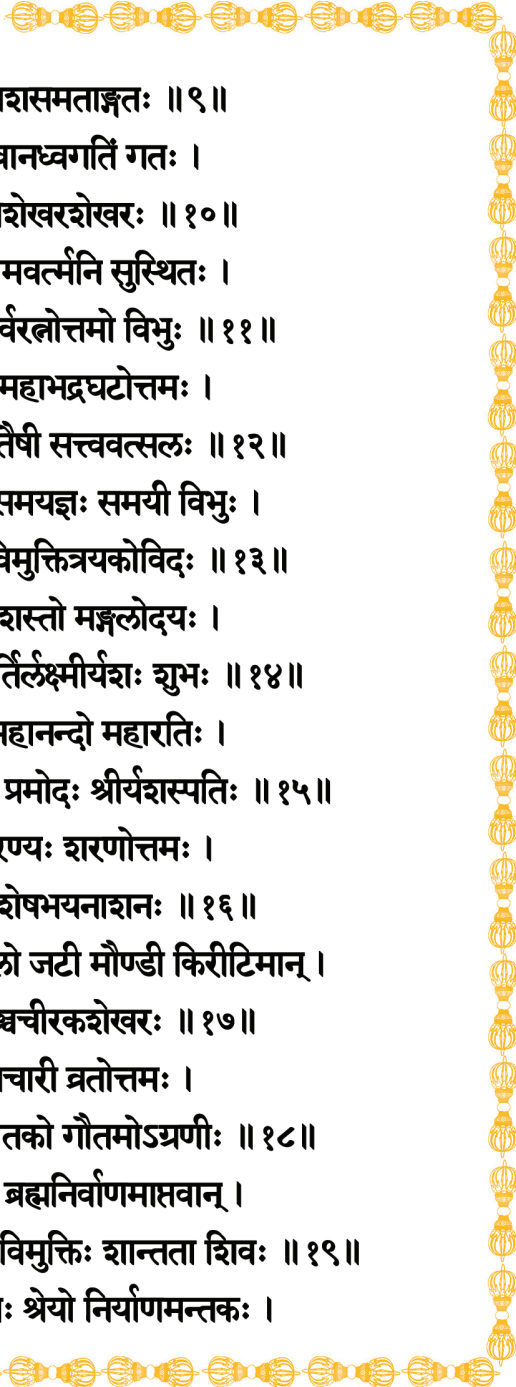 शसमताङ्गतः ॥९॥
वानध्वगतिं गतः ।
शेखरशेखरः ॥१०॥
मवर्त्मनि सुस्थितः ।
र्वरत्नोत्तमो विभुः ॥११॥
महाभद्रघटोत्तमः ।
तैषी सत्त्ववत्सलः ॥१२॥
समयज्ञः समयी विभुः ।
विमुक्तित्रयकोविदः ॥१३॥
शस्तो मङ्गलोदयः ।
र्तिर्लक्ष्मीर्यशः शुभः ॥१४॥
महानन्दो महारतिः ।
प्रमोदः श्रीर्यशस्पतिः ॥१५॥
रण्यः शरणोत्तमः ।
शेषभयनाशनः ॥१६॥
लो जटी मौण्डी किरीटिमान् ।
ञ्चचीरकशेखरः ॥१७॥
चारी व्रतोत्तमः ।
तको गौतमोऽग्रणीः ॥१८॥
ब्रह्मनिर्वाणमाप्तवान् ।
विमुक्तिः शान्तता शिवः ॥१९॥
ः श्रेयो निर्याणमन्तकः ।